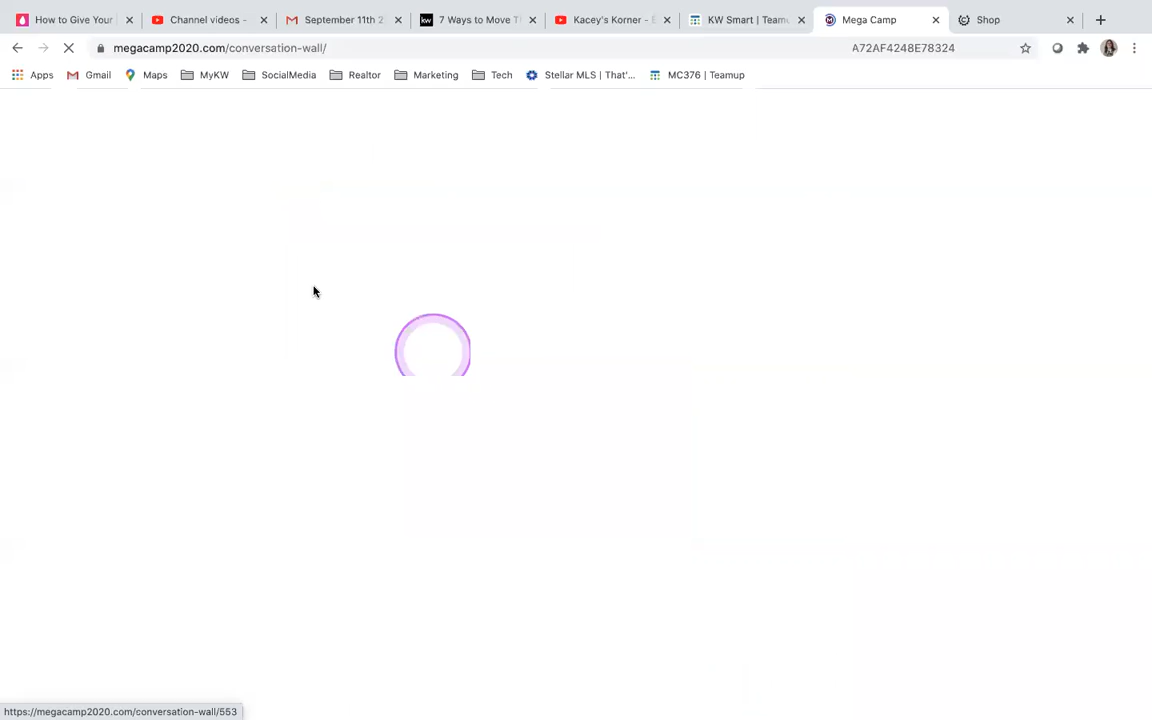 How to Give Your
Channel videos -
September 11th 2
7 Ways to Move T
Kacey's Korner - E
KW Smart | Teamu
Mega Camp
Shop
megacamp2020.com/conversation-wall/
A72AF4248E78324
Apps
Gmail
Maps
MyKW
SocialMedia
Realtor
Marketing
Tech
Stellar MLS | That'...
MC376 | Teamup
https://megacamp2020.com/conversation-wall/553